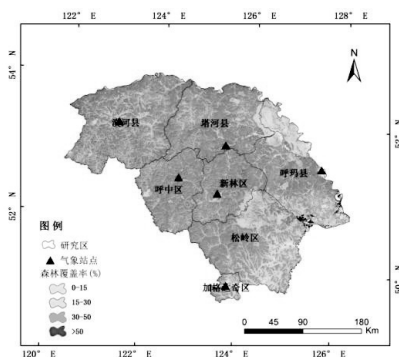 122° E 124° E 126° E 128° E
54° N
N
漠河县
塔河县
呼玛县
呼中区
新林区
52° N
松岭区
加格达奇区
50° N
图 例
研究区
气象站点
森林覆盖率(%)
0-15
15-30
30-50
>50
0 45 90 180
Km
120° E 122° E 124° E 126° E